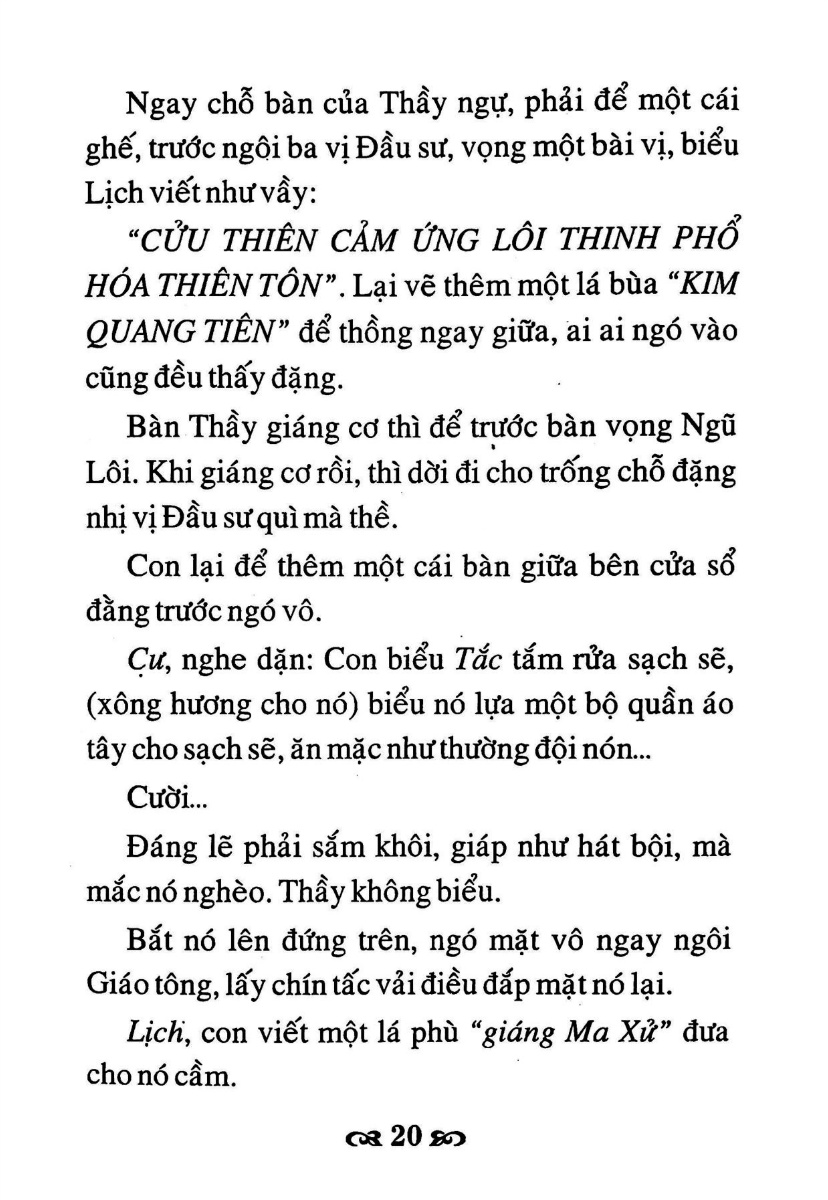 Ngay chỗ bàn của Thầy ngự, phải để một cái
ghế, trước ngôi ba vị Đầu sư, vọng một bài vị, biểu
Lịch viết như vầy:
“CỬU THIÊN CẢM ỨNG LÔI THINH PHỔ
HÓA THIÊN TÔN”. Lại vẽ thêm một lá bùa “KIM
QUANG TIÊN” để thồng ngay giữa, ai ai ngó vào
cũng đều thấy đặng.
Bàn Thầy giáng cơ thì để trước bàn vọng Ngũ
Lôi. Khi giáng cơ rồi, thì dời đi cho trống chỗ đặng
nhị vị Đầu sư quì mà thề.
Con lại để thêm một cái bàn giữa bên cửa sổ
đằng trước ngó vô.
Cư, nghe dặn: Con biểu Tắc tắm rửa sạch sẽ,
(xông hương cho nó) biểu nó lựa một bộ quần áo
tây cho sạch sẽ, ăn mặc như thường đội nón...
Cười...
Đáng lẽ phải sắm khôi, giáp như hát bội, mà
mắc nó nghèo. Thầy không biểu.
Bắt nó lên đứng trên, ngó mặt vô ngay ngôi
Giáo tông, lấy chín tấc vải điều đắp mặt nó lại.
Lịch, con viết một lá phù “giáng Ma Xử” đưa
cho nó cầm.
20